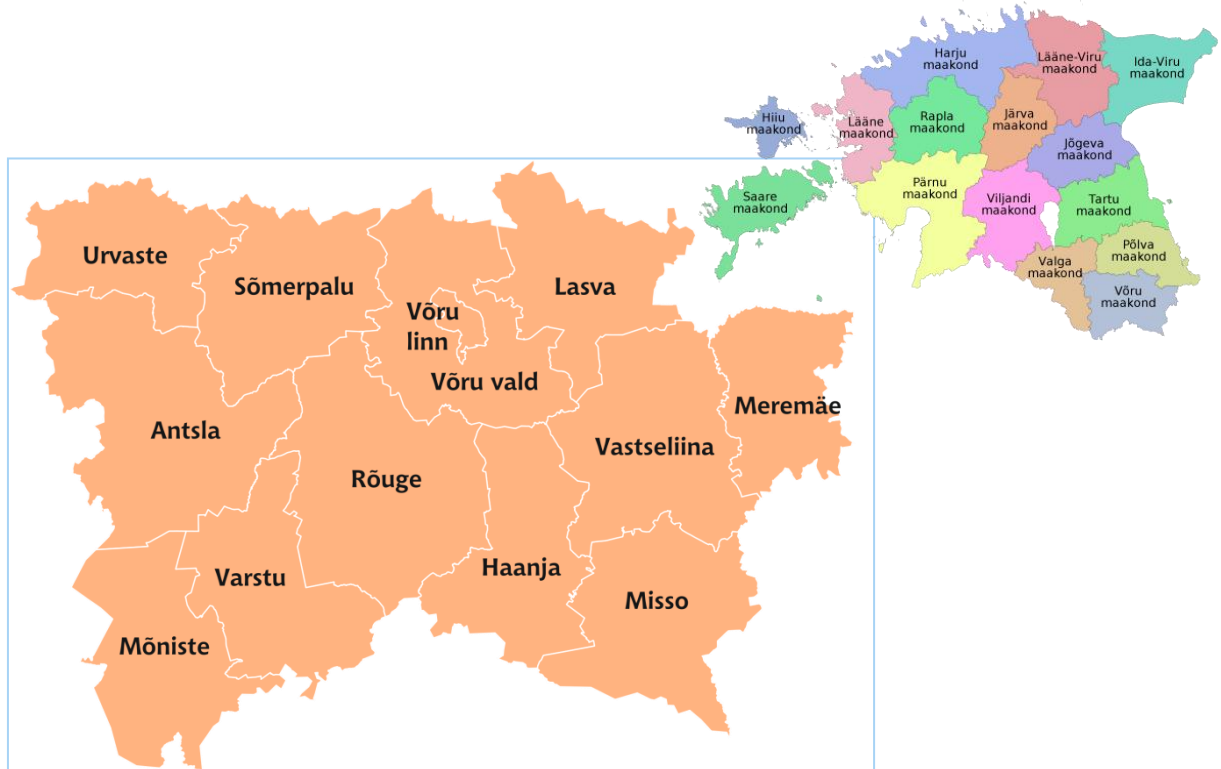 Harju
maakond
Lääne-Viru
maakond
Ida-Viru
maakond
Hiiu
maakond
Lääne
maakond
Rapla
maakond
Järva
maakond
Jõgeva
maakond
Saare
maakond
Pärnu
maakond
Viljandi
maakond
Tartu
maakond
Valga
maakond
Põlva
maakond
Võru
maakond
Urvaste
Sõmerpalu
Võru
linn
Lasva
Võru vald
Antsla
Meremäe
Vastseliina
Rõuge
Varstu
Haanja
Misso
Mõniste